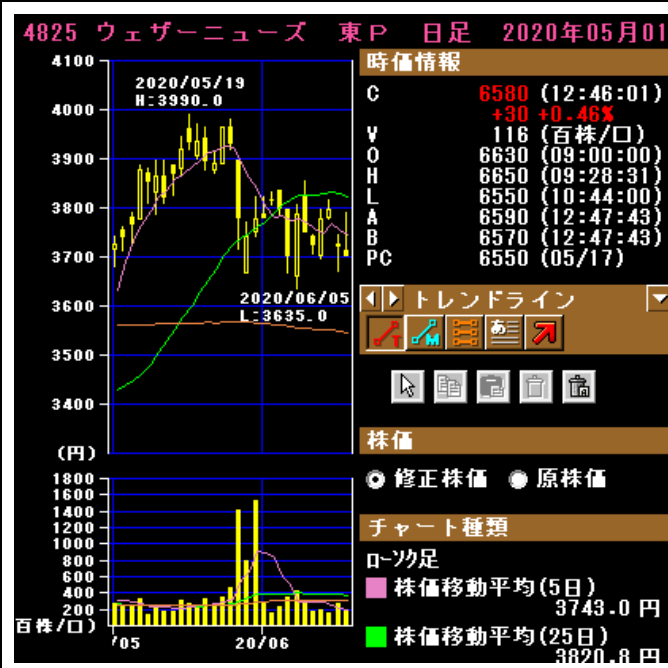 4825 ウェザーニューズ 東P 日足 2020年05月01
時価情報
C 6580 (12:46:01)
+30 +0.46%
V 116 (百株/ロ)
O 6630 (09:00:00)
H 6650 (09:28:31)
L 6550 (10:44:00)
A 6590 (12:47:43)
B 6570 (12:47:43)
PC 6550 (05/17)
トレンドライン
T M あ
株価
修正株価 原株価
チャート種類
ローソク足
株価移動平均(5日)
3743.0 円
株価移動平均(25日)
3820.8 円
4100
4000
3900
3800
3700
3600
3500
3400
(円)
2020/05/19
H:3990.0
2020/06/05
L:3635.0
1800
1600
1400
1200
1000
800
600
400
200
百株/ロ)
/05 20/06